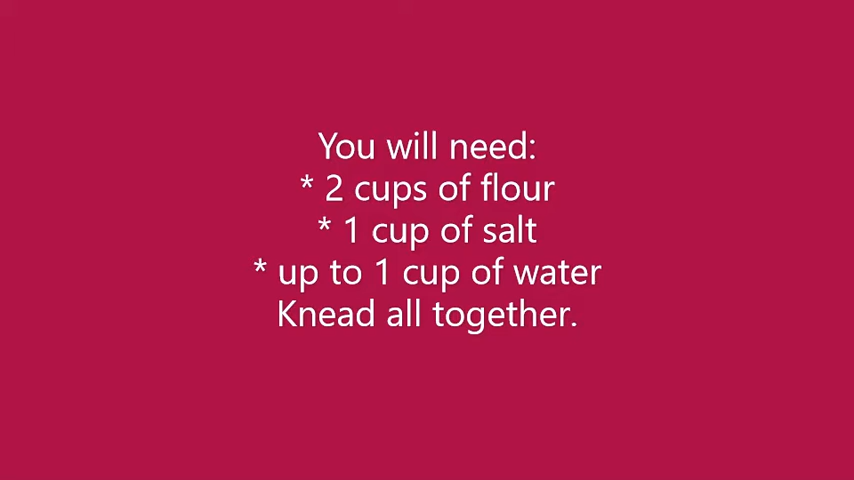 You will need:
* 2 cups of flour
* 1 cup of salt
* up to 1 cup of water
Knead all together.